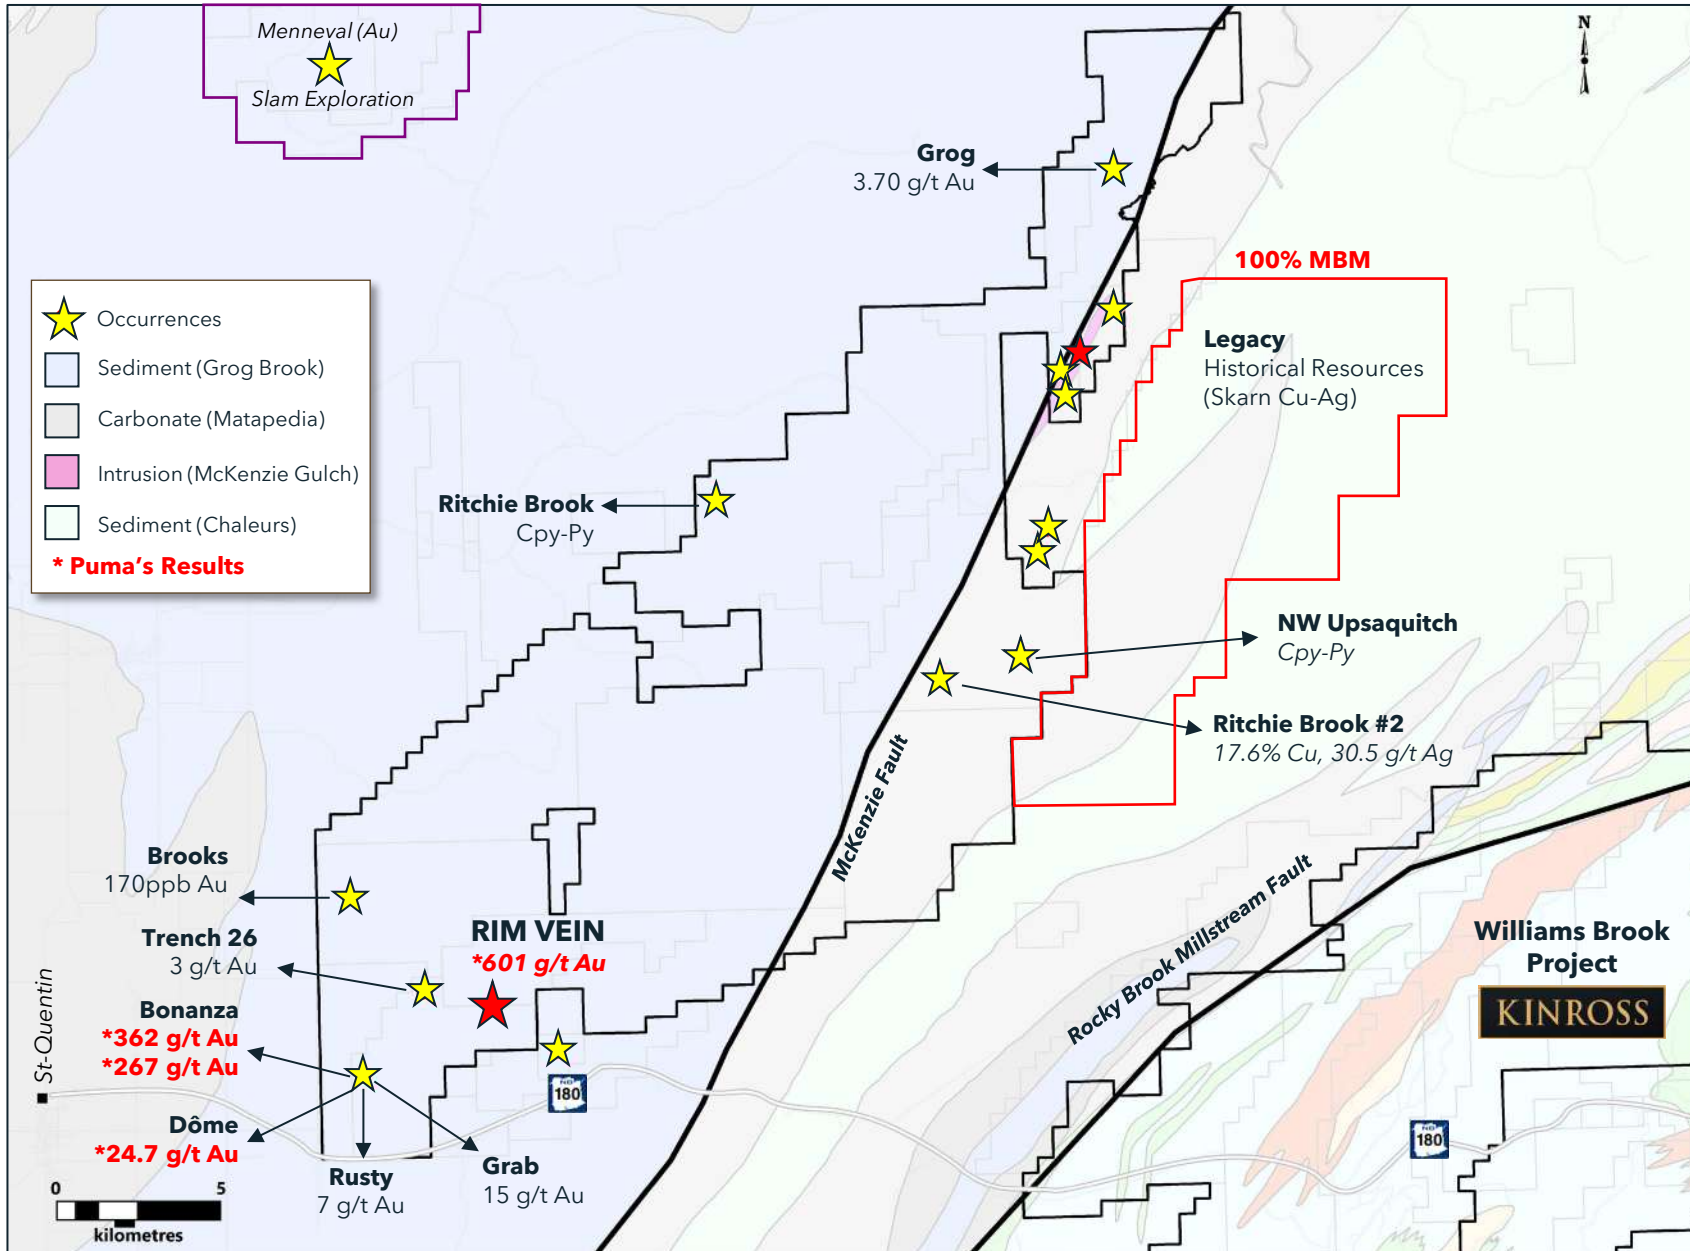 Menneval (Au)
Slam Exploration
N
Grog
3.70 g/t Au
100% MBM
Legacy
Historical Resources
(Skarn Cu-Ag)
Occurrences
Sediment (Grog Brook)
Carbonate (Matapedia)
Intrusion (McKenzie Gulch)
Sediment (Chaleurs)
* Puma's Results
Ritchie Brook
Cpy-Py
NW Upsaquitch
Cpy-Py
Ritchie Brook #2
17.6% Cu, 30.5 g/t Ag
McKenzie Fault
Rocky Brook Millstream Fault
Brooks
170ppb Au
Trench 26
3 g/t Au
RIM VEIN
*601 g/t Au
Bonanza
*362 g/t Au
*267 g/t Au
Dôme
*24.7 g/t Au
Rusty
7 g/t Au
Grab
15 g/t Au
St-Quentin
NB
180
Williams Brook
Project
KINROSS
NB
180
0 5
kilometres